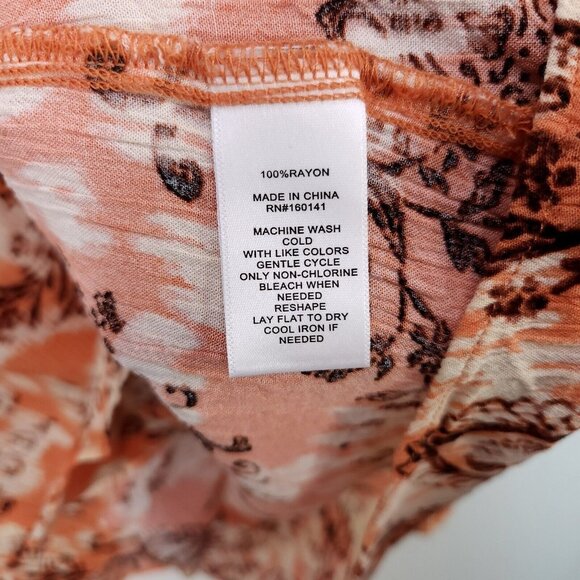 100%RAYON
MADE IN CHINA
RN#160141
MACHINE WASH
COLD
WITH LIKE COLORS
GENTLE CYCLE
ONLY NON-CHLORINE
BLEACH WHEN
NEEDED
RESHAPE
LAY FLAT TO DRY
COOL IRON IF
NEEDED